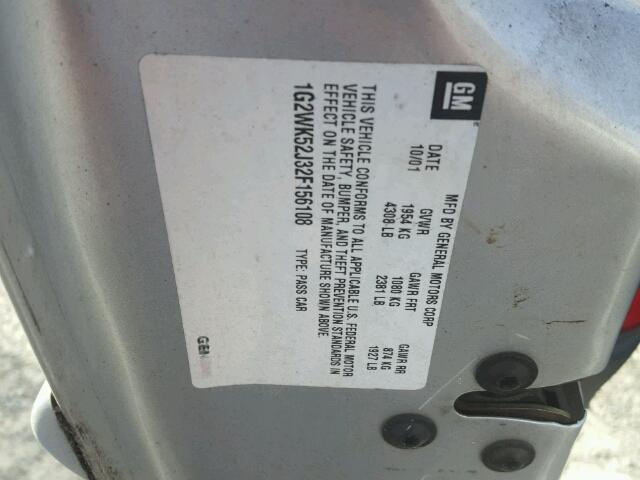 GM
MFD BY GENERAL MOTORS CORP
DATE GVWR GAWR FRT GAWR RR
10/01 1954 KG 1080 KG 874 KG
4308 LB 2381 LB 1927 LB
THIS VEHICLE CONFORMS TO ALL APPLICABLE U.S. FEDERAL MOTOR
VEHICLE SAFETY, BUMPER, AND THEFT PREVENTION STANDARDS IN
EFFECT ON THE DATE OF MANUFACTURE SHOWN ABOVE.
1G2WK52J32F156108 TYPE: PASS CAR